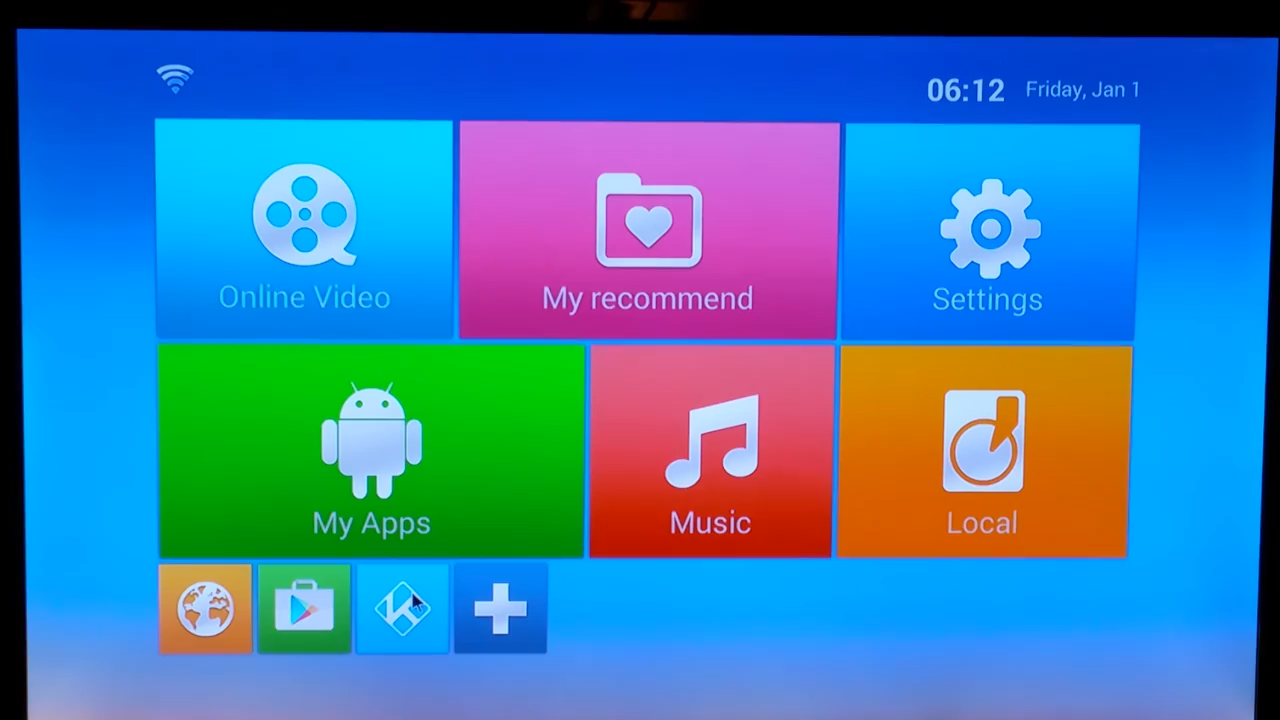 06:12 Friday, Jan 1
Online Video
My recommend
Settings
My Apps
Music
Local